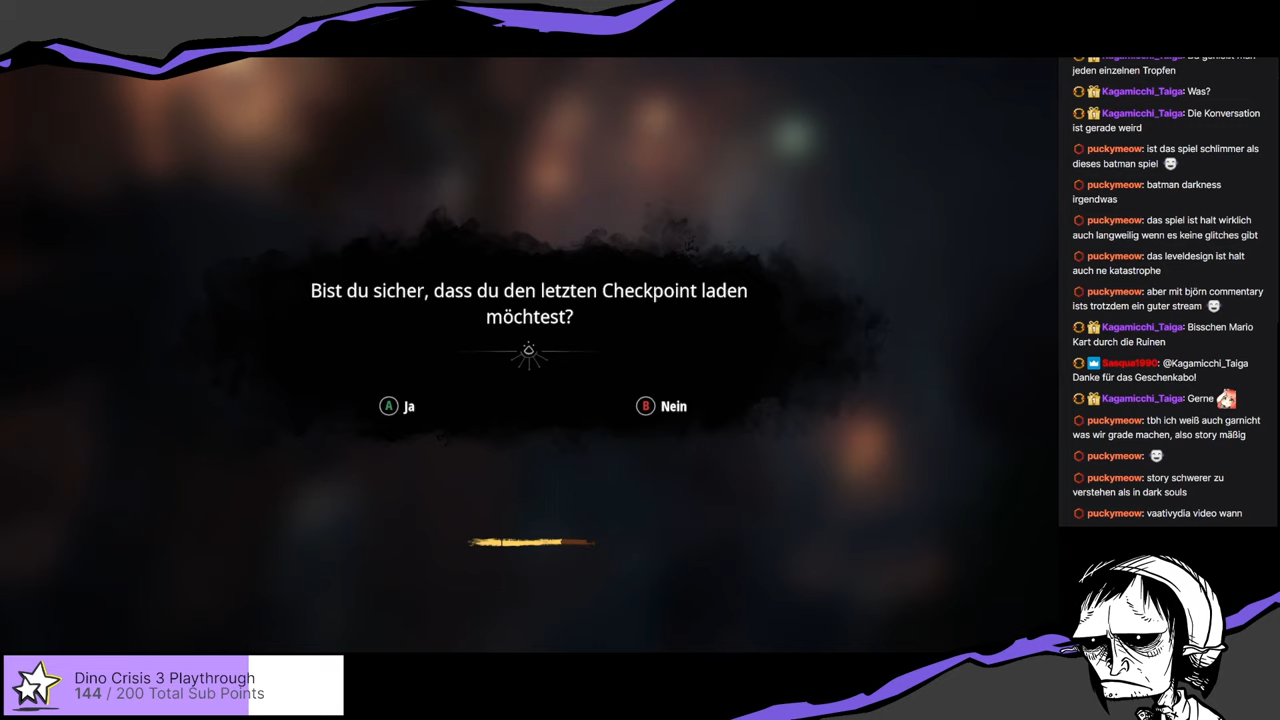 Bist du sicher, dass du den letzten Checkpoint laden
möchtest?
A Ja
B Nein
jeden einzelnen Tropfen
Kagamicchi_Taiga: Was?
Kagamicchi_Taiga: Die Konversation
ist gerade weird
puckymeow: ist das spiel schlimmer als
dieses batman spiel
puckymeow: batman darkness
irgendwas
puckymeow: das spiel ist halt wirklich
auch langweilig wenn es keine glitches gibt
puckymeow: das leveldesign ist halt
auch ne katastrophe
puckymeow: aber mit björn commentary
ists trotzdem ein guter stream
Kagamicchi_Taiga: Bisschen Mario
Kart durch die Ruinen
Sasqua1990: @Kagamicchi_Taiga
Danke für das Geschenkabo!
Kagamicchi_Taiga: Gerne
puckymeow: tbh ich weiß auch garnicht
was wir grade machen, also story mäßig
puckymeow:
puckymeow: story schwerer zu
verstehen als in dark souls
puckymeow: vaativydia video wann
Dino Crisis 3 Playthrough
144 / 200 Total Sub Points